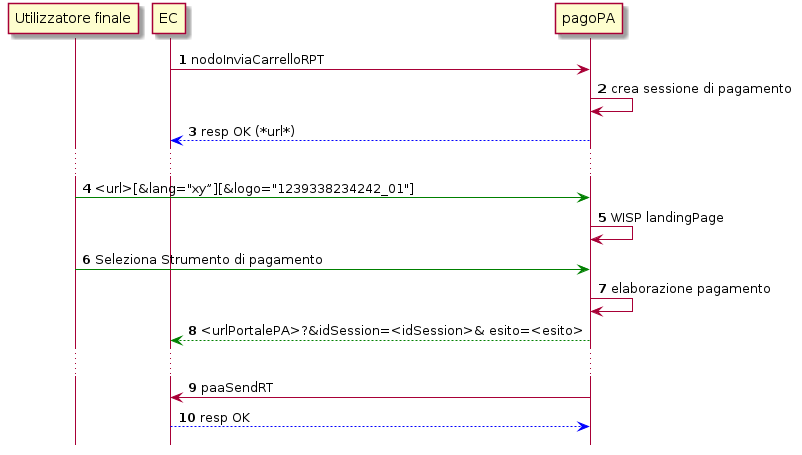 Utilizzatore finale
EC
pagoPA
1 nodoInviaCarrelloRPT
2 crea sessione di pagamento
3 resp OK (*url*)
4 <url>[&lang="xy”][&logo="1239338234242_01"]
5 WISP landingPage
6 Seleziona Strumento di pagamento
7 elaborazione pagamento
8 <urlPortalePA>?&idSession=<idSession>& esito=<esito>
9 paaSendRT
10 resp OK